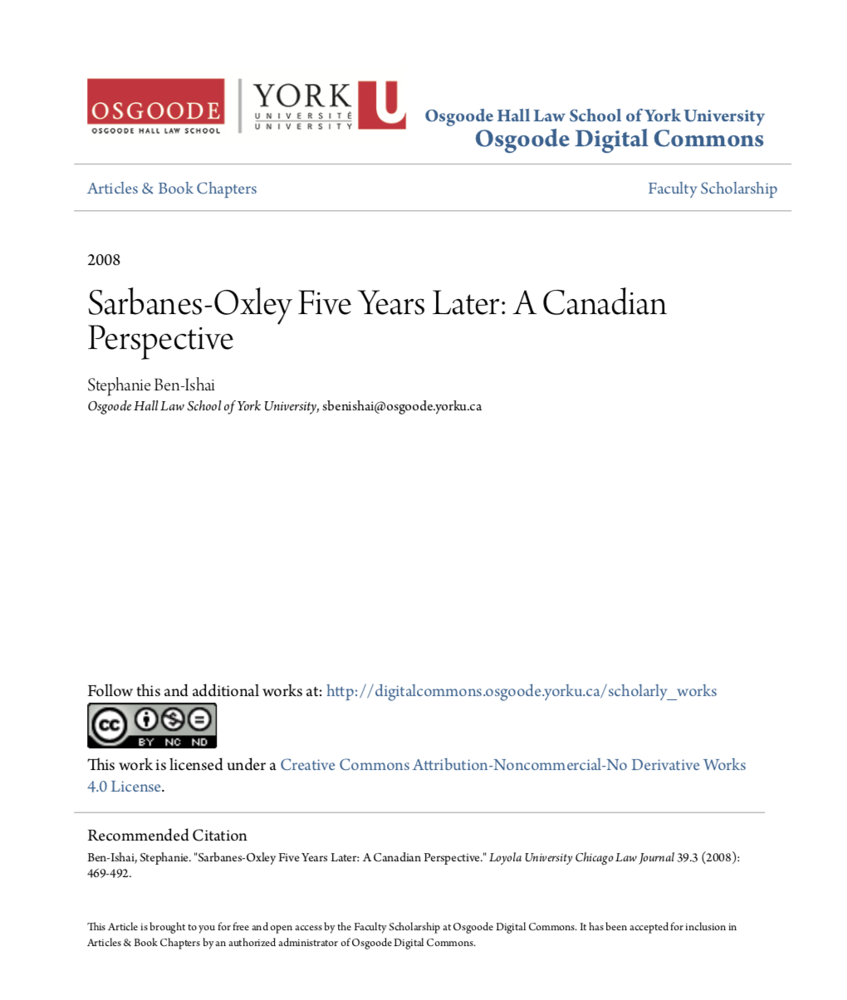 OSGOODE
OSGOODE HALL LAW SCHOOL
YORK U
UNIVERSITÉ
UNIVERSITY
Osgoode Hall Law School of York University
Osgoode Digital Commons
Articles & Book Chapters
Faculty Scholarship
2008
Sarbanes-Oxley Five Years Later: A Canadian
Perspective
Stephanie Ben-Ishai
Osgoode Hall Law School of York University, sbenishai@osgoode.yorku.ca
Follow this and additional works at: http://digitalcommons.osgoode.yorku.ca/scholarly_works
cc
BY NC ND
This work is licensed under a Creative Commons Attribution-Noncommercial-No Derivative Works
4.0 License.
Recommended Citation
Ben-Ishai, Stephanie. "Sarbanes-Oxley Five Years Later: A Canadian Perspective." Loyola University Chicago Law Journal 39.3 (2008):
469-492.
This Article is brought to you for free and open access by the Faculty Scholarship at Osgoode Digital Commons. It has been accepted for inclusion in
Articles & Book Chapters by an authorized administrator of Osgoode Digital Commons.